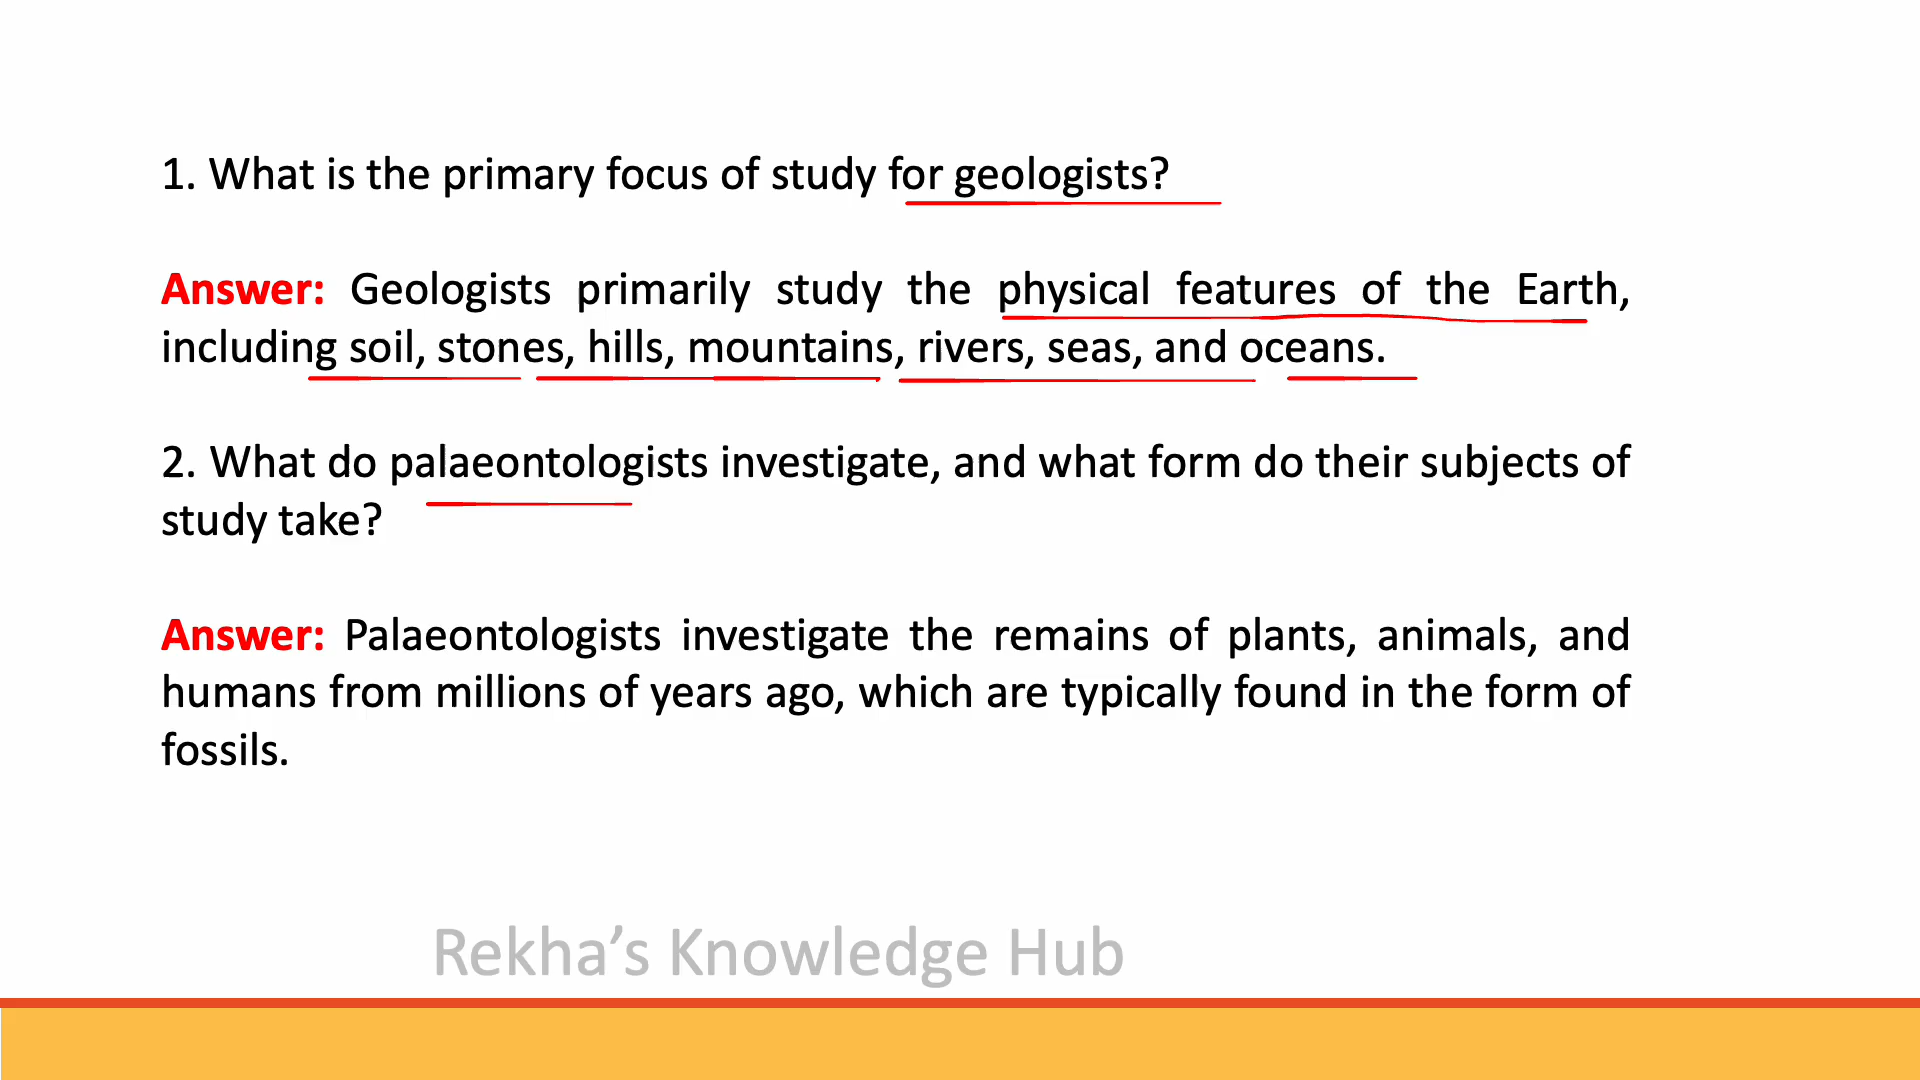 1. What is the primary focus of study for geologists?
Answer: Geologists primarily study the physical features of the Earth,
including soil, stones, hills, mountains, rivers, seas, and oceans.
2. What do palaeontologists investigate, and what form do their subjects of
study take?
Answer: Palaeontologists investigate the remains of plants, animals, and
humans from millions of years ago, which are typically found in the form of
fossils.
Rekha’s Knowledge Hub